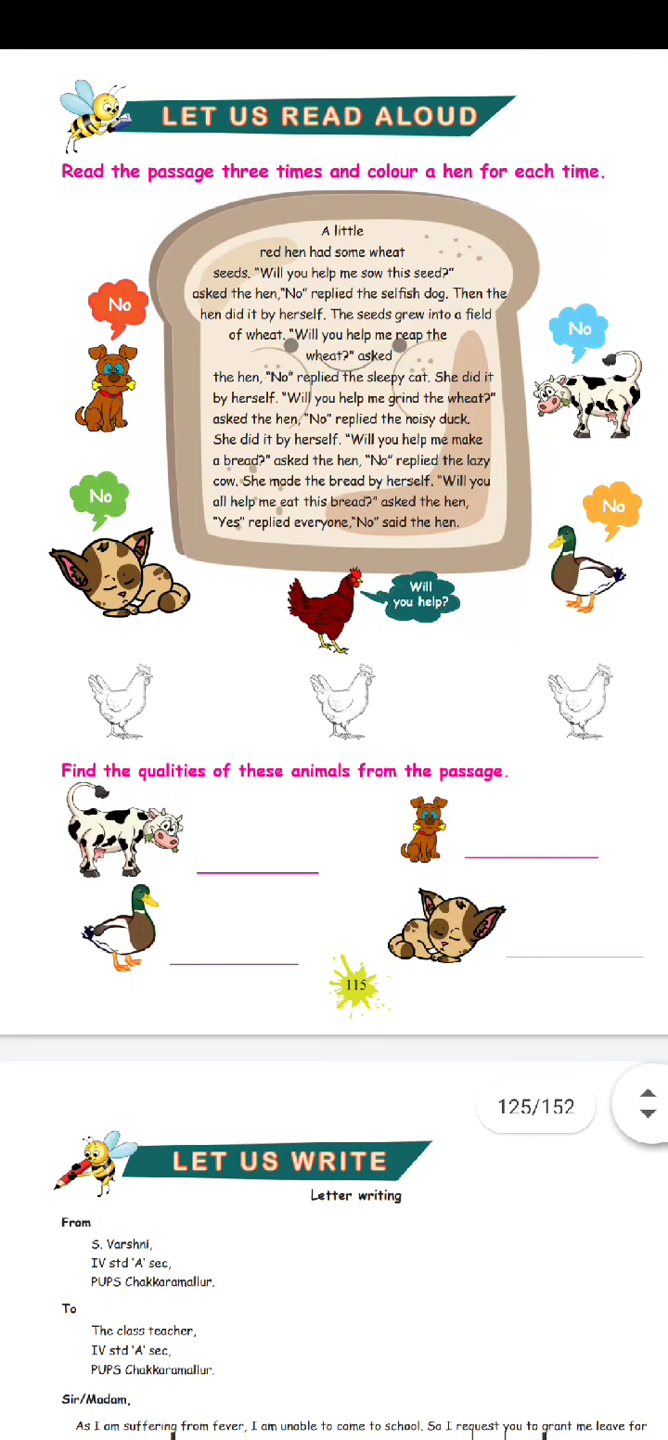 LET US READ ALOUD
Read the passage three times and colour a hen for each time.
A little
red hen had some wheat
seeds. "Will you help me sow this seed?"
asked the hen,"No" replied the selfish dog. Then the
hen did it by herself. The seeds grew into a field
of wheat. "Will you help me reap the
wheat?" asked
the hen, "No" replied the sleepy cat. She did it
by herself. "Will you help me grind the wheat?"
asked the hen, "No" replied the noisy duck.
She did it by herself. "Will you help me make
a bread?" asked the hen, "No" replied the lazy
cow. She made the bread by herself. "Will you
all help me eat this bread?" asked the hen,
"Yes" replied everyone,"No" said the hen.
No
No
No
No
Will
you help?
Find the qualities of these animals from the passage.
115
125/152
LET US WRITE
Letter writing
From
S. Varshni,
IV std 'A' sec,
PUPS Chakkaramallur.
To
The class teacher,
IV std 'A' sec,
PUPS Chakkaramallur.
Sir/Madam,
As I am suffering from fever, I am unable to come to school. So I request you to grant me leave for